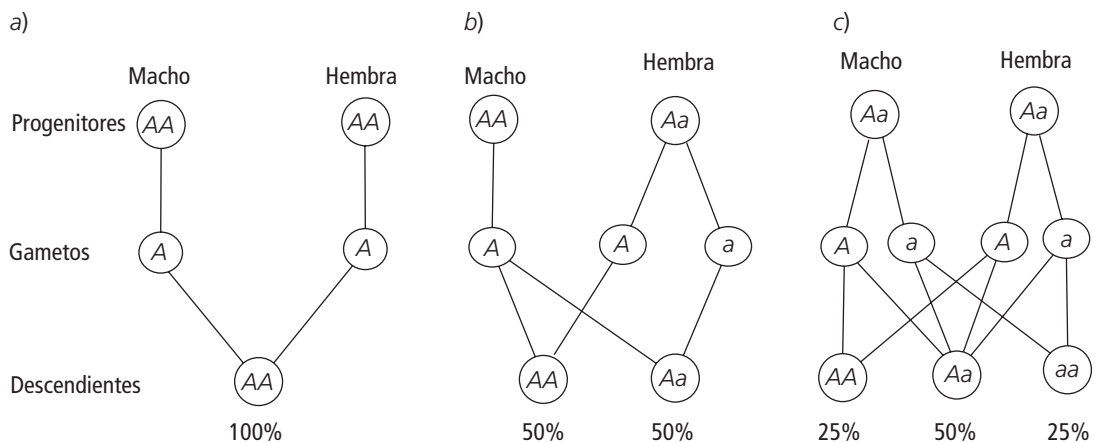 a) b) c)
Macho Hembra Macho Hembra Macho Hembra
Progenitores AA AA AA Aa Aa Aa
Gametos A A A A a A a A a
Descendientes AA AA Aa AA Aa aa
100% 50% 50% 25% 50% 25%